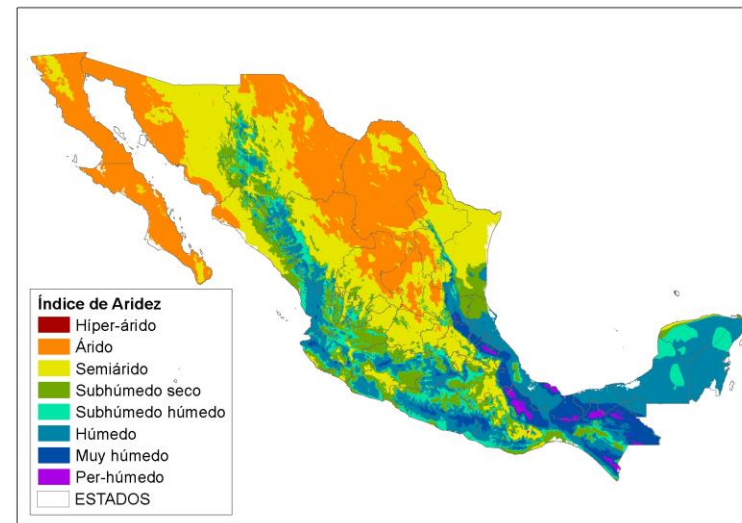 Índice de Aridez
Híper-árido
Árido
Semiárido
Subhúmedo seco
Subhúmedo húmedo
Húmedo
Muy húmedo
Per-húmedo
ESTADOS